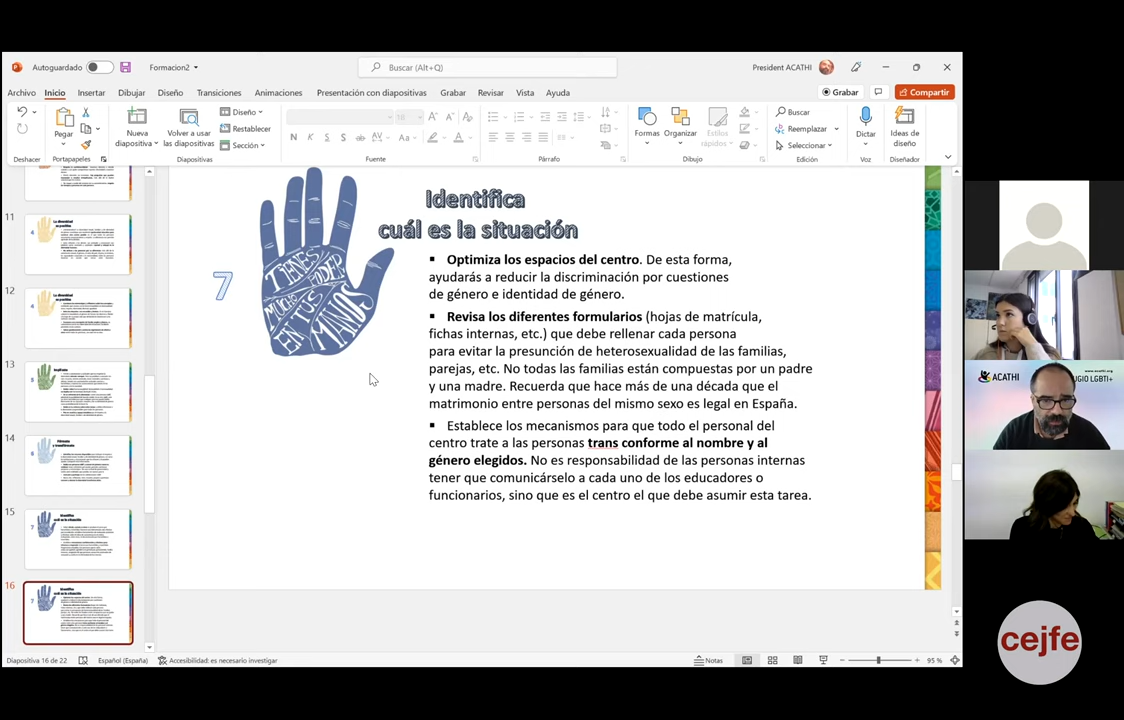 Autoguardado
Formacion2
Buscar (Alt+Q)
President ACATHI
Archivo Inicio Insertar Dibujar Diseño Transiciones Animaciones Presentación con diapositivas Grabar Revisar Vista Ayuda
Grabar
Compartir
Pegar
Nueva
diapositiva
Volver a usar
las diapositivas
Diseño
Restablecer
Sección
18
N K S S ab AV Aa A
Formas
Organizar
Estilos
rápidos
Buscar
Reemplazar
Seleccionar
Dictar
Ideas de
diseño
Deshacer Portapapeles Diapositivas Fuente Párrafo Dibujo Edición Voz Diseñador
11
12
13
14
15
16
Identifica
cuál es la situación
7
TIENES
MUCHO PODER
EN TUS
MANOS
▪ Optimiza los espacios del centro. De esta forma,
ayudarás a reducir la discriminación por cuestiones
de género e identidad de género.
▪ Revisa los diferentes formularios (hojas de matrícula,
fichas internas, etc.) que debe rellenar cada persona
para evitar la presunción de heterosexualidad de las familias,
parejas, etc. No todas las familias están compuestas por un padre
y una madre. Recuerda que hace más de una década que el
matrimonio entre personas del mismo sexo es legal en España.
▪ Establece los mecanismos para que todo el personal del
centro trate a las personas trans conforme al nombre y al
género elegidos. No es responsabilidad de las personas internas
tener que comunicárselo a cada uno de los educadores o
funcionarios, sino que es el centro el que debe asumir esta tarea.
ACATHI
www.acathi.org
UGIO LGBTI+
cejfe
Diapositiva 16 de 22
Español (España)
Accesibilidad: es necesario investigar
Notas
95 %